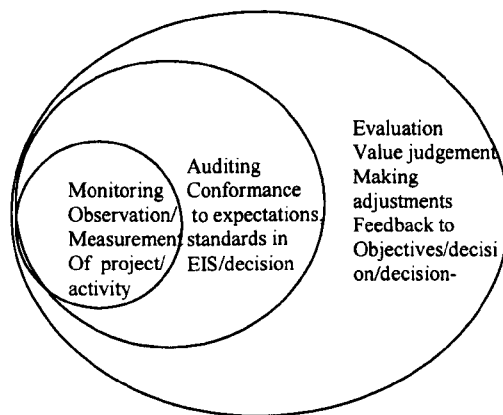 Monitoring
Observation/
Measurement
Of project/
activity
Auditing
Conformance
to expectations,
standards in
EIS/decision
Evaluation
Value judgement
Making
adjustments
Feedback to
Objectives/decisi
on/decision-